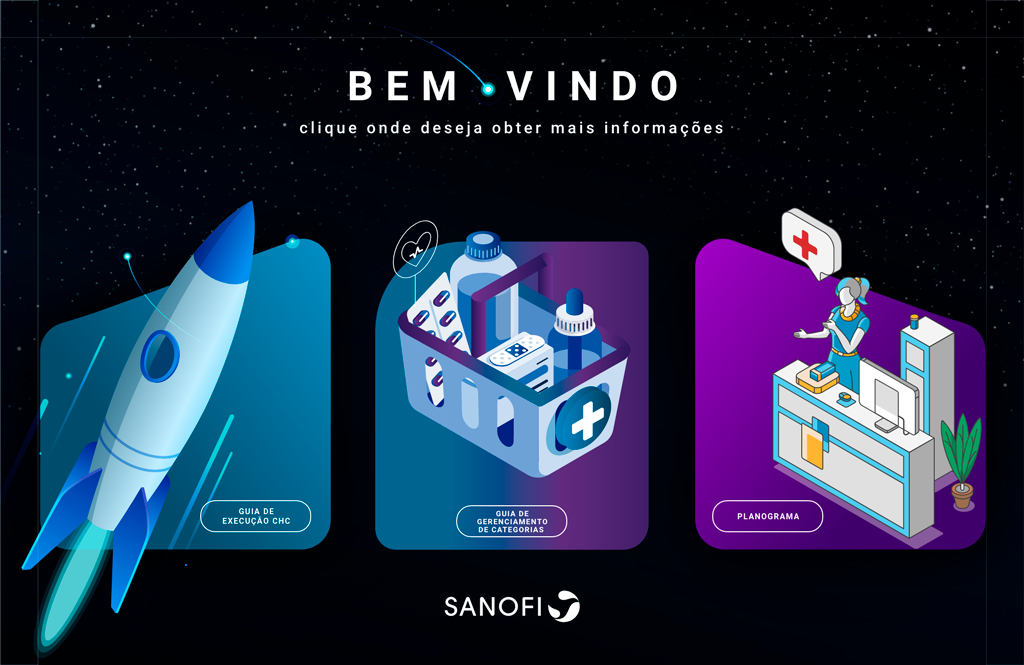 BEM VINDO
clique onde deseja obter mais informações
GUIA DE
EXECUÇÃO CHC
GUIA DE
GERENCIAMENTO
DE CATEGORIAS
PLANOGRAMA
SANOFI